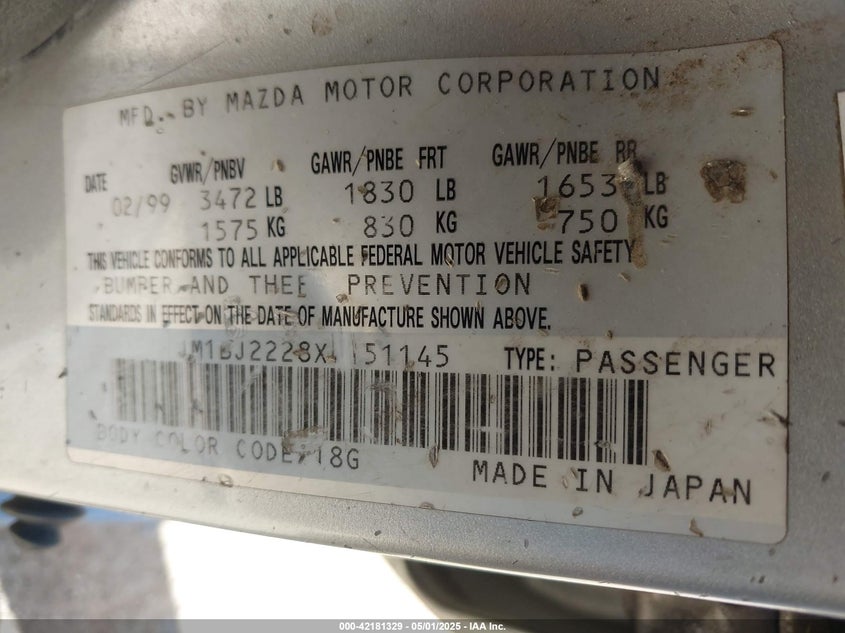 MFD. BY MAZDA MOTOR CORPORATION
DATE GVWR/PNBV GAWR/PNBE FRT GAWR/PNBE RR
02/99 3472 LB 1830 LB 1653 LB
1575 KG 830 KG 750 KG
THIS VEHICLE CONFORMS TO ALL APPLICABLE FEDERAL MOTOR VEHICLE SAFETY
BUMPER AND THEF PREVENTION
STANDARDS IN EFFECT ON THE DATE OF MANUFACTURE SHOWN ABOVE.
TYPE: PASSENGER
BODY COLOR CODE: 18G
MADE IN JAPAN
000-42181329 - 05/01/2025 - IAA Inc.